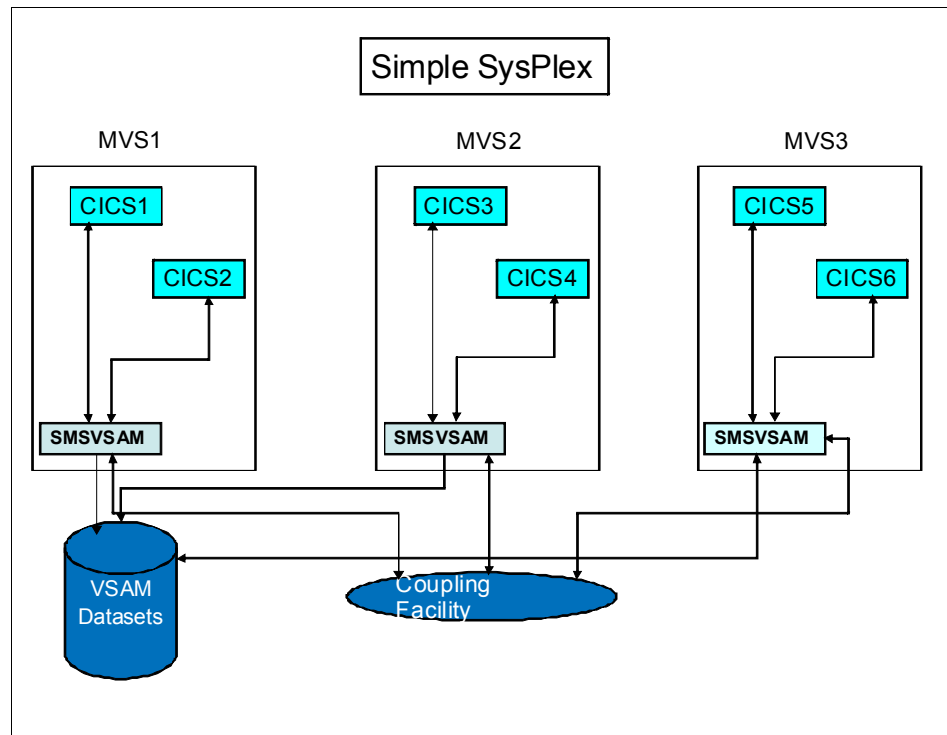 Simple SysPlex
MVS1
MVS2
MVS3
CICS1
CICS3
CICS5
CICS2
CICS4
CICS6
SMSVSAM
SMSVSAM
SMSVSAM
VSAM
Datasets
Coupling
Facility